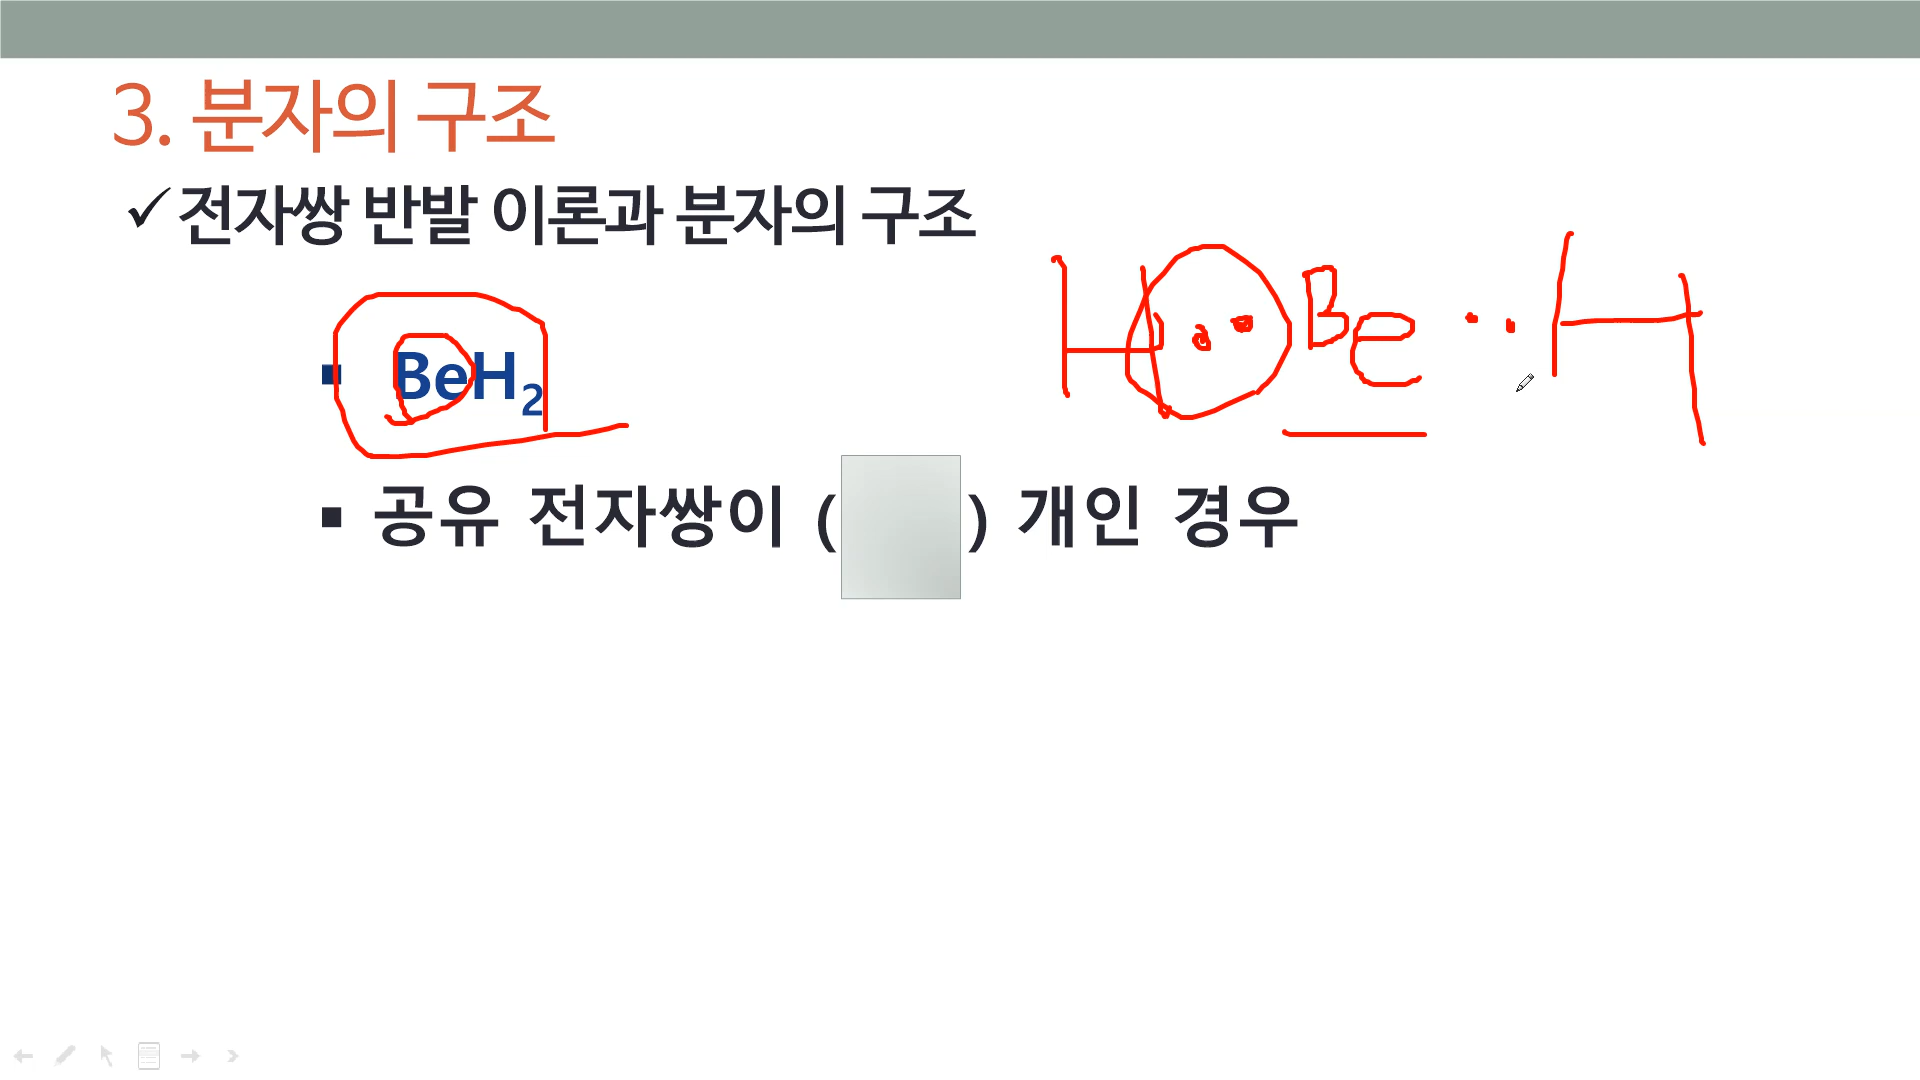 3. 분자의 구조
✓전자쌍 반발 이론과 분자의 구조
H : Be : H
▪ BeH₂
▪ 공유 전자쌍이 ( ) 개인 경우